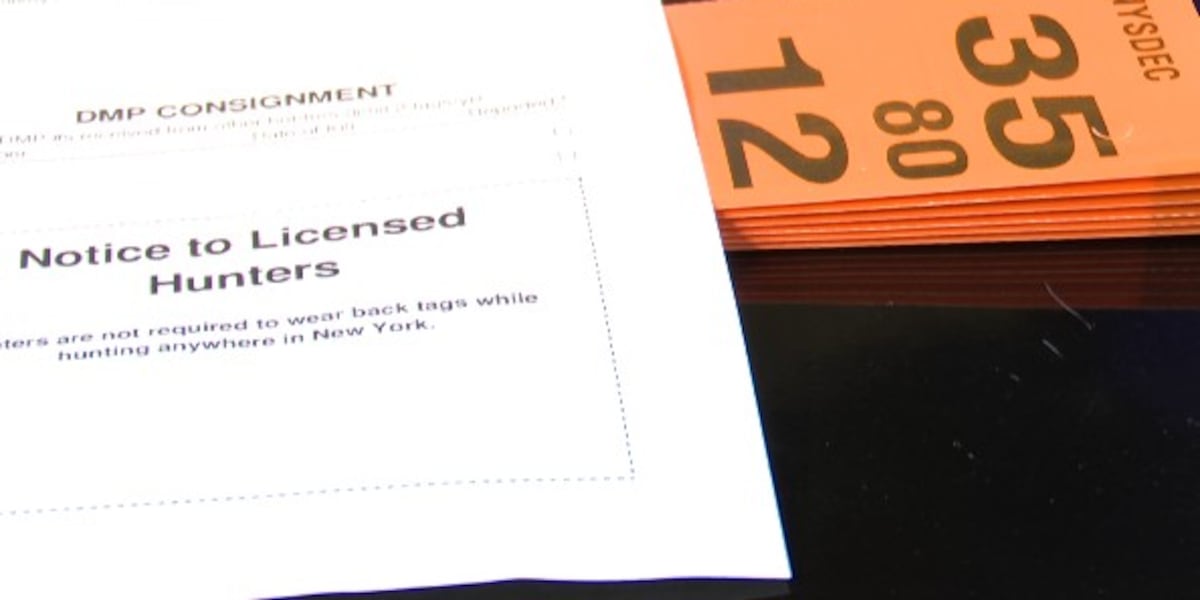 DMP CONSIGNMENT
Notice to Licensed
Hunters
are not required to wear back tags while
hunting anywhere in New York.
NYSDEC
35
80
12